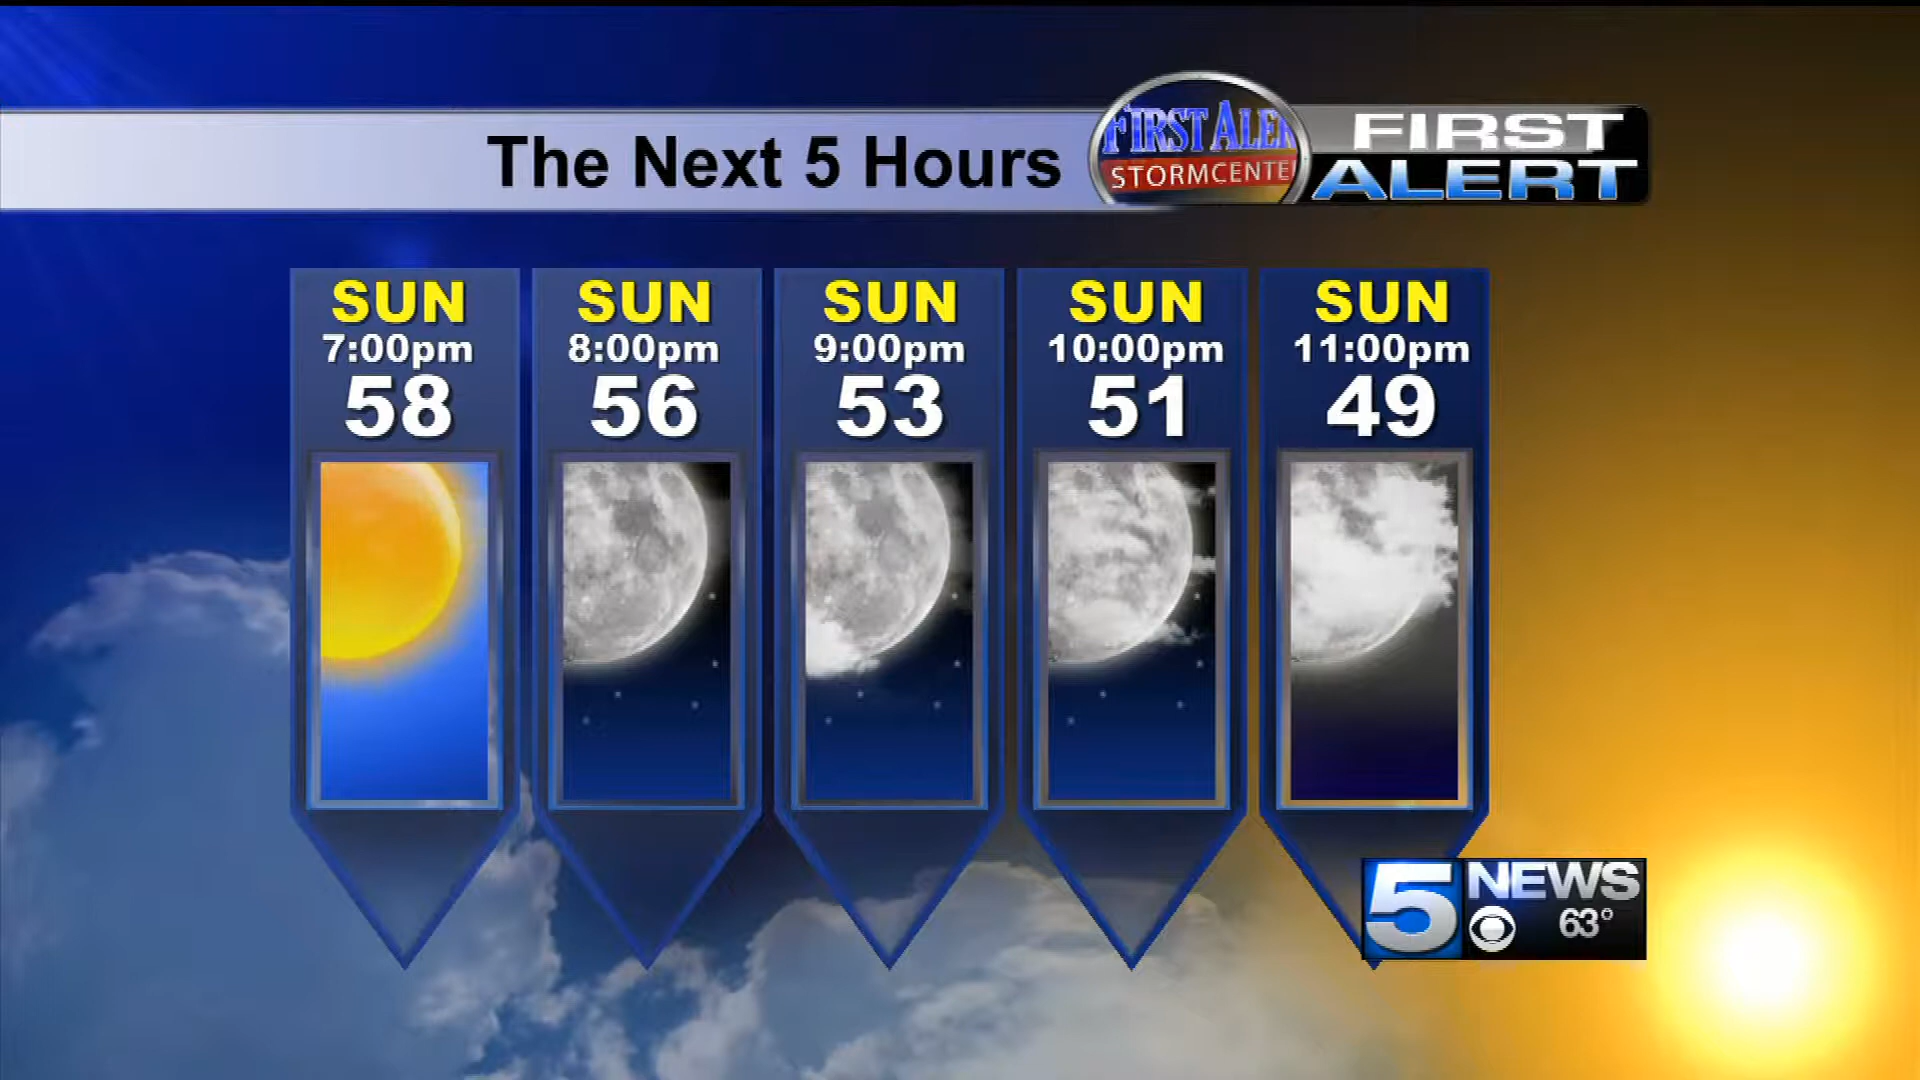 The Next 5 Hours
FIRST ALER
STORMCENTE
FIRST
ALERT
SUN
7:00pm
58
SUN
8:00pm
56
SUN
9:00pm
53
SUN
10:00pm
51
SUN
11:00pm
49
5 NEWS
63°